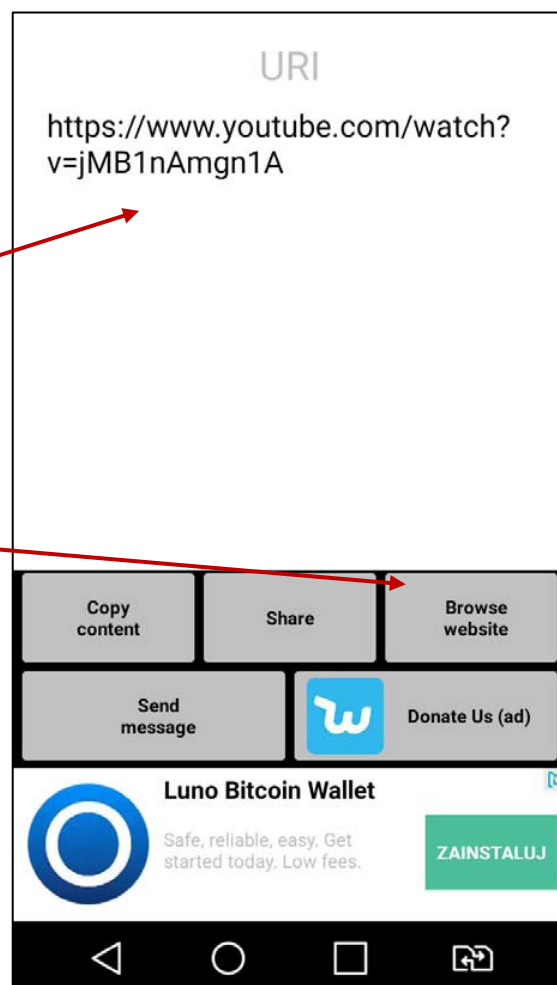 URI
https://www.youtube.com/watch?
v=jMB1nAmgn1A
Copy
content
Share
Browse
website
Send
message
Donate Us (ad)
Luno Bitcoin Wallet
Safe, reliable, easy. Get
started today. Low fees.
ZAINSTALUJ